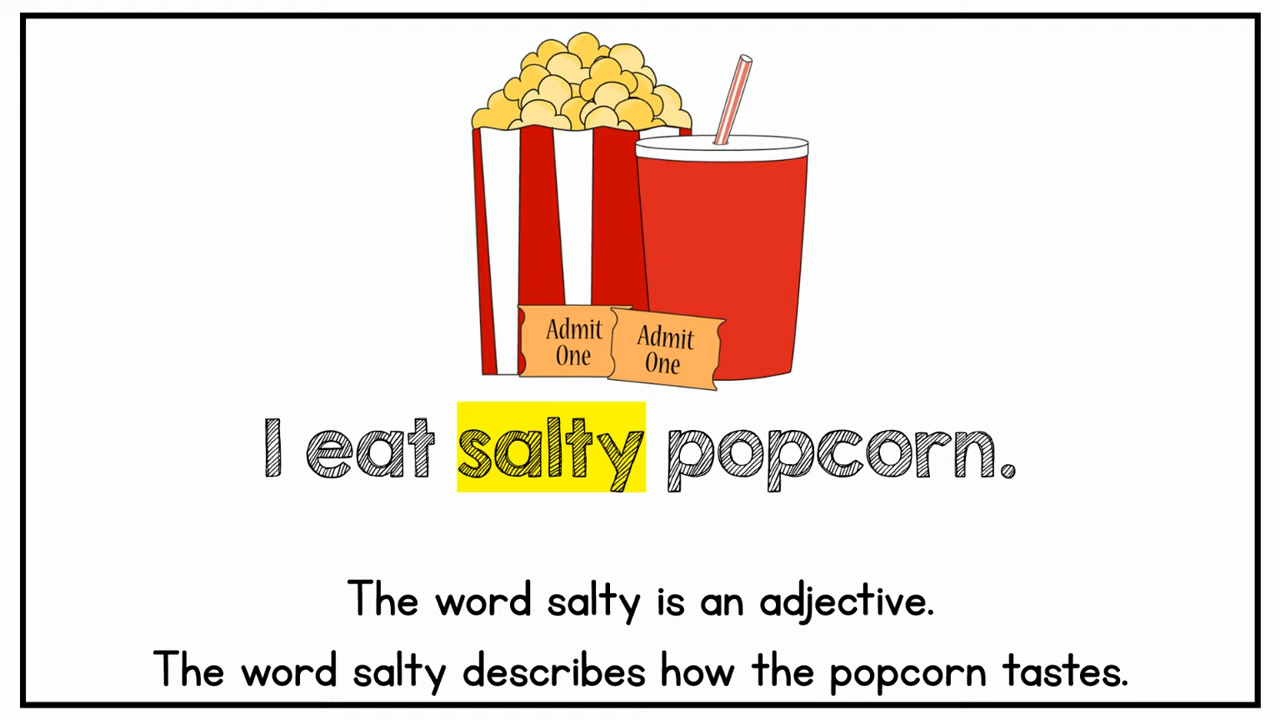 Admit
One
Admit
One
I eat salty popcorn.
The word salty is an adjective.
The word salty describes how the popcorn tastes.